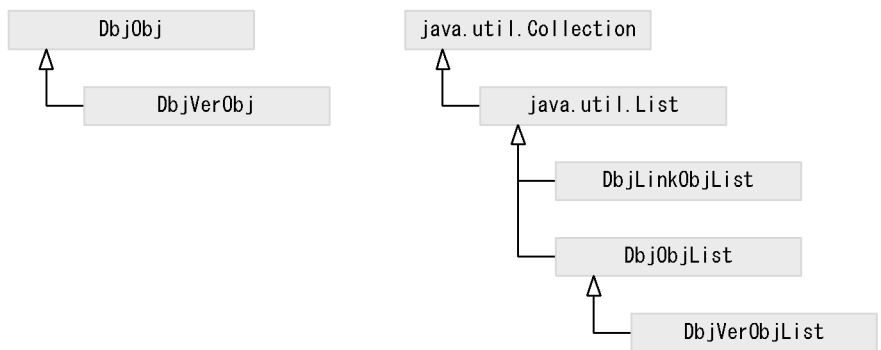 DbjObj
DbjVerObj
java.util.Collection
java.util.List
DbjLinkObjList
DbjObjList
DbjVerObjList